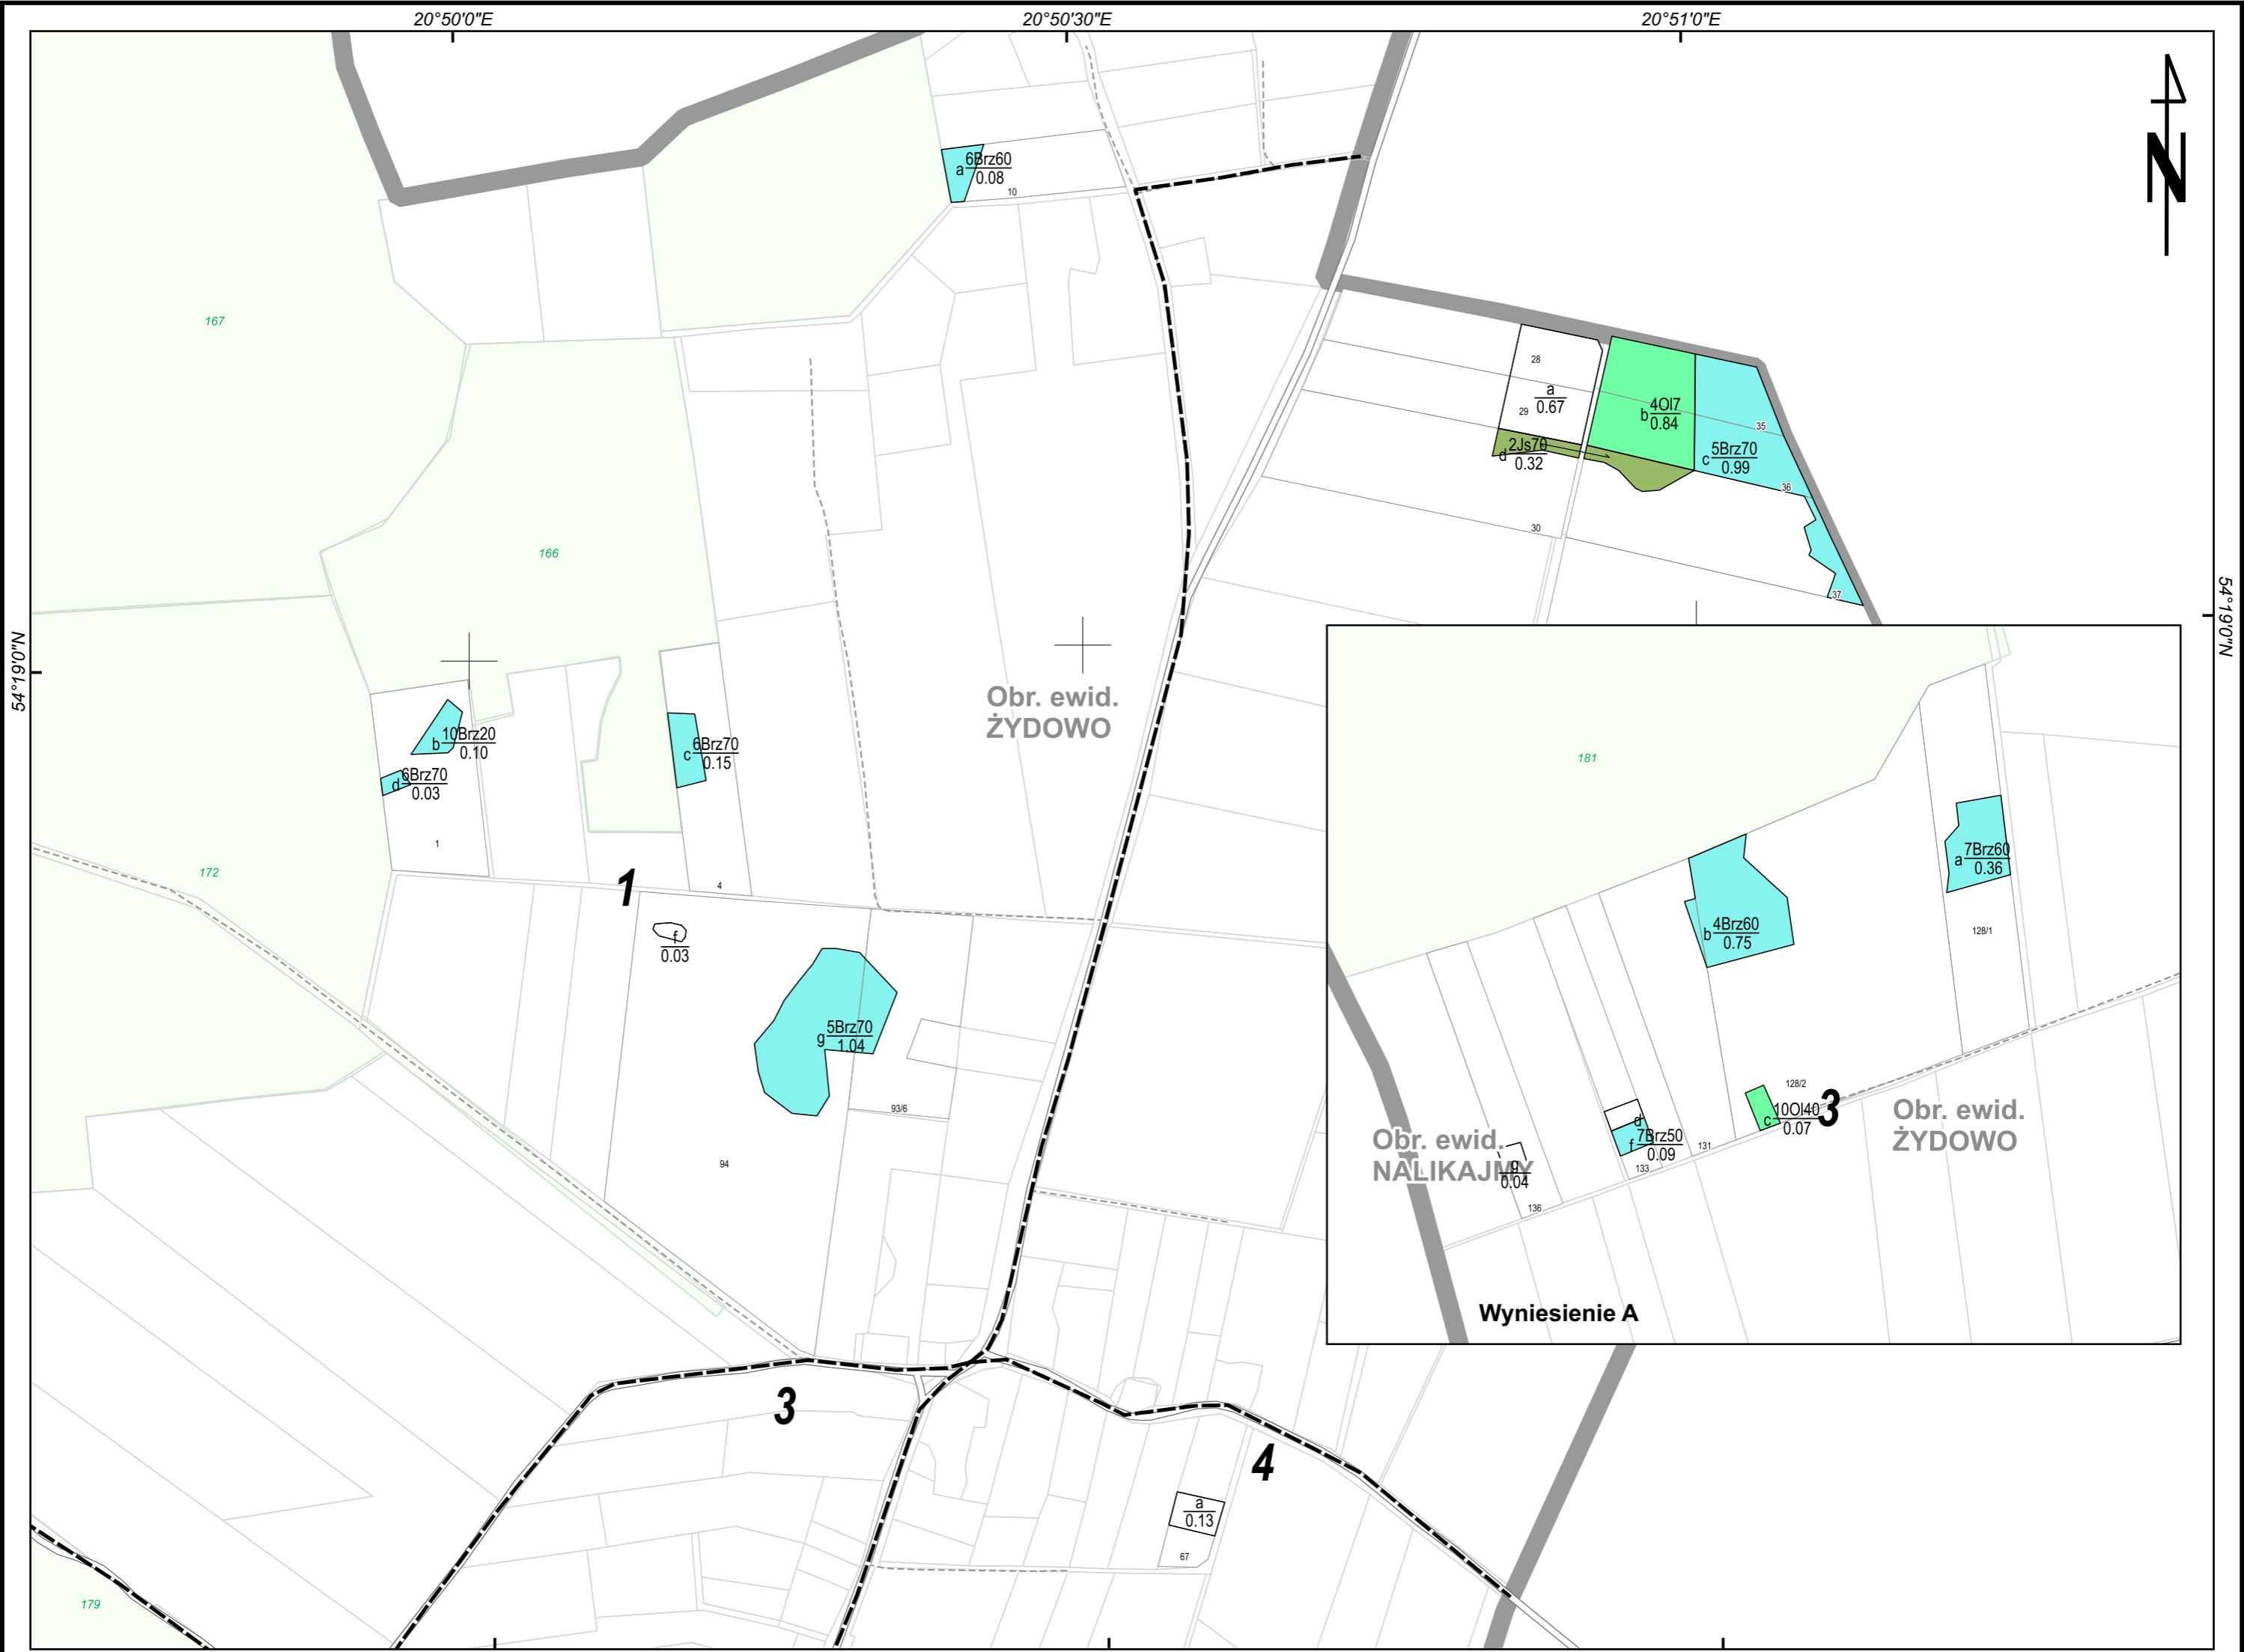 20°50'0"E
20°50'30"E
20°51'0"E
54°19'0"N
54°19'0"N
N
a 6Brz60
0.08
10
167
28
a
0.67
29
b 4Ol7
0.84
35
c 5Brz70
0.99
d 2Js70
0.32
36
30
37
166
Obr. ewid.
ŻYDOWO
b 10Brz20
0.10
c 6Brz70
0.15
d 6Brz70
0.03
1
172
1
4
f
0.03
g 5Brz70
1.04
93/6
94
181
a 7Brz60
0.36
b 4Brz60
0.75
128/1
128/2
c 10Ol40
0.07
3
Obr. ewid.
ŻYDOWO
d
f 7Brz50
0.09
131
133
Obr. ewid.
NALIKAJMY
g
0.04
136
Wyniesienie A
3
4
a
0.13
67
179